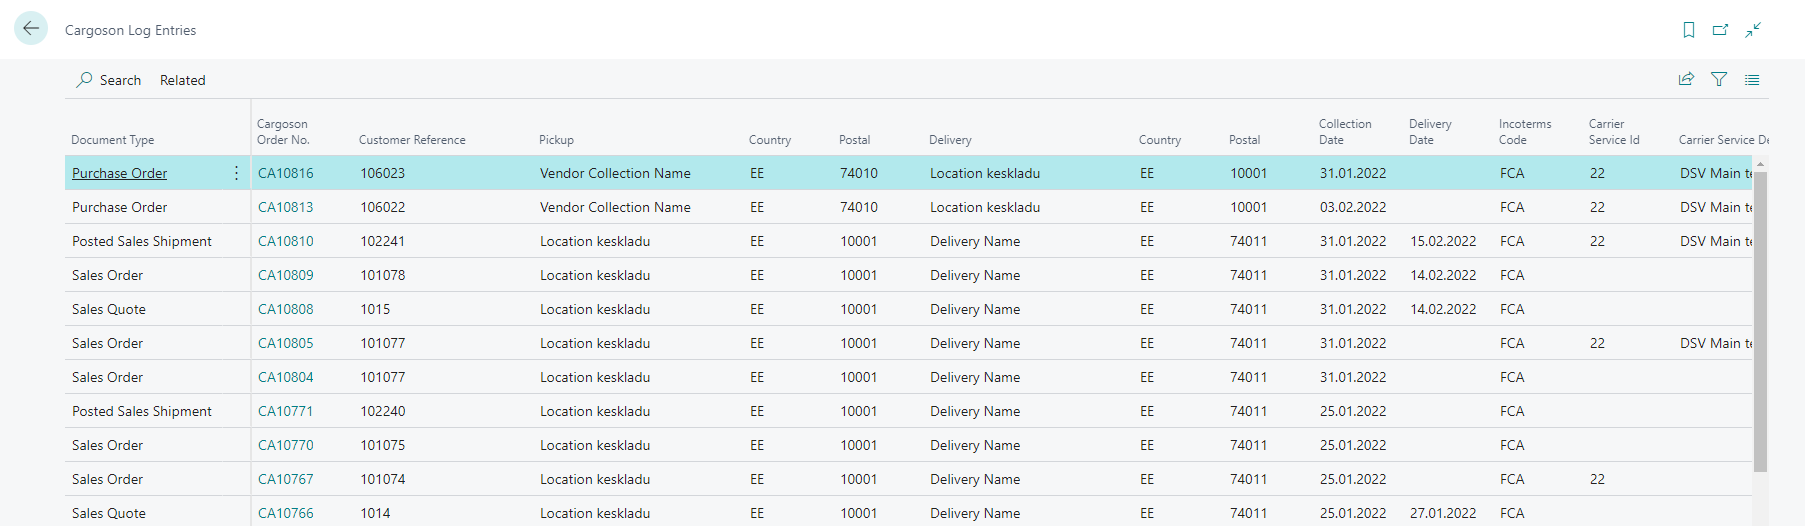 Cargoson Log Entries
Search Related
Document Type Cargoson Order No. Customer Reference Pickup Country Postal Delivery Country Postal Collection Date Delivery Date Incoterms Code Carrier Service Id Carrier Service De
Purchase Order CA10816 106023 Vendor Collection Name EE 74010 Location keskladu EE 10001 31.01.2022 FCA 22 DSV Main te
Purchase Order CA10813 106022 Vendor Collection Name EE 74010 Location keskladu EE 10001 03.02.2022 FCA 22 DSV Main te
Posted Sales Shipment CA10810 102241 Location keskladu EE 10001 Delivery Name EE 74011 31.01.2022 15.02.2022 FCA 22 DSV Main te
Sales Order CA10809 101078 Location keskladu EE 10001 Delivery Name EE 74011 31.01.2022 14.02.2022 FCA
Sales Quote CA10808 1015 Location keskladu EE 10001 Delivery Name EE 74011 31.01.2022 14.02.2022 FCA
Sales Order CA10805 101077 Location keskladu EE 10001 Delivery Name EE 74011 31.01.2022 FCA 22 DSV Main te
Sales Order CA10804 101077 Location keskladu EE 10001 Delivery Name EE 74011 31.01.2022 FCA
Posted Sales Shipment CA10771 102240 Location keskladu EE 10001 Delivery Name EE 74011 25.01.2022 FCA
Sales Order CA10770 101075 Location keskladu EE 10001 Delivery Name EE 74011 25.01.2022 FCA
Sales Order CA10767 101074 Location keskladu EE 10001 Delivery Name EE 74011 25.01.2022 FCA 22
Sales Quote CA10766 1014 Location keskladu EE 10001 Delivery Name EE 74011 25.01.2022 27.01.2022 FCA